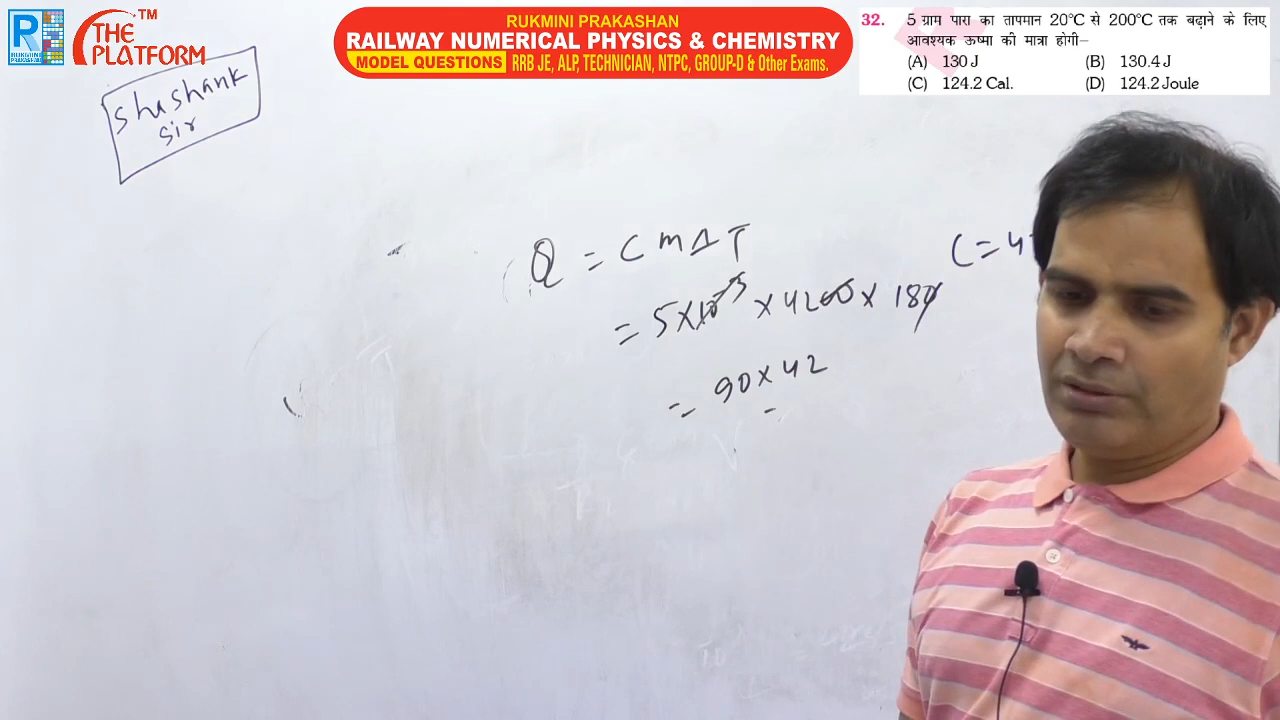 R
RUKMINI
PRAKASHAN
THE
PLATFORM
TM
RUKMINI PRAKASHAN
RAILWAY NUMERICAL PHYSICS & CHEMISTRY
MODEL QUESTIONS RRB JE, ALP, TECHNICIAN, NTPC, GROUP-D & Other Exams.
32. 5 ग्राम पारा का तापमान 20°C से 200°C तक बढ़ाने के लिए
आवश्यक ऊष्मा की मात्रा होगी–
(A) 130 J (B) 130.4 J
(C) 124.2 Cal. (D) 124.2 Joule
Shashank
Sir
Q = C m Δ T
C = 4
= 5 × 10⁻³ × 4200 × 180
= 90 × 42
=